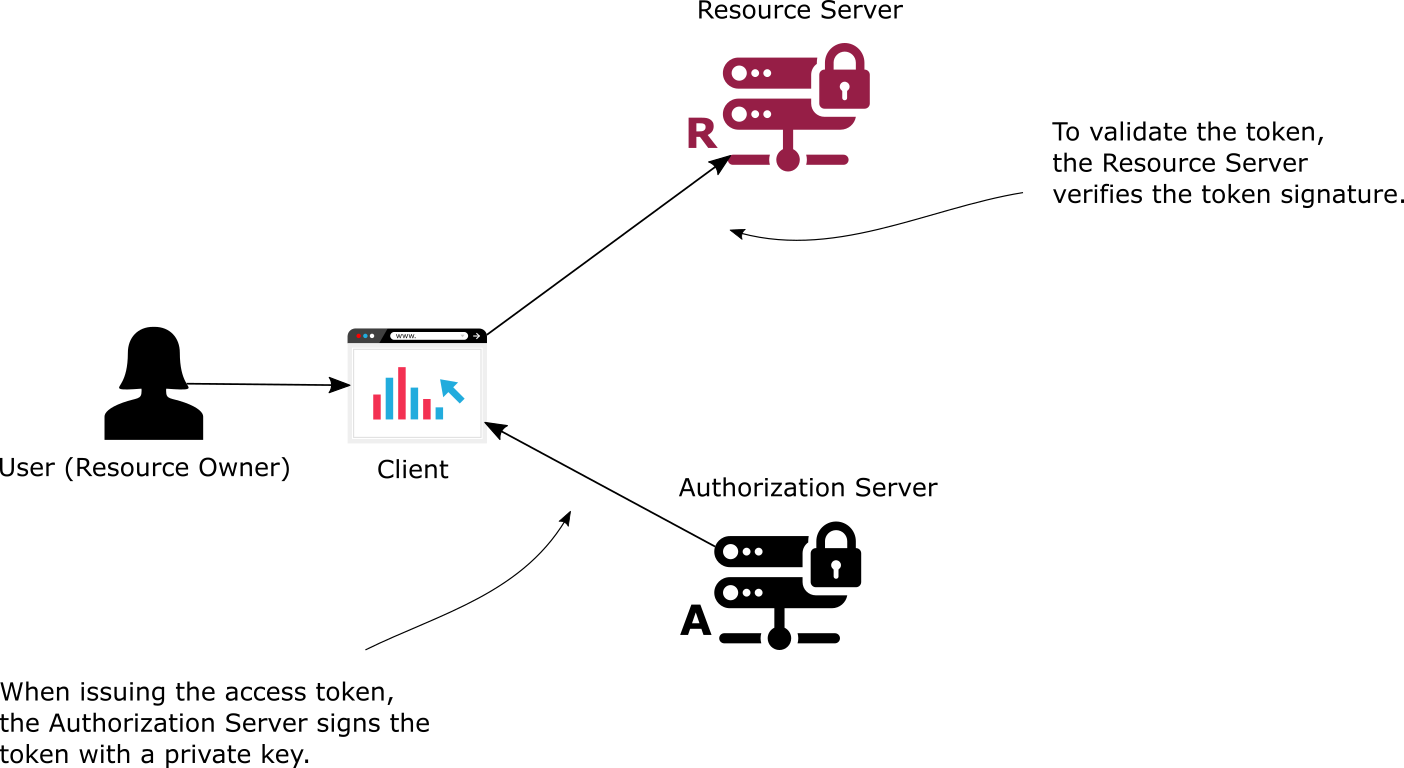 Resource Server
R
To validate the token,
the Resource Server
verifies the token signature.
www.
User (Resource Owner)
Client
Authorization Server
A
When issuing the access token,
the Authorization Server signs the
token with a private key.